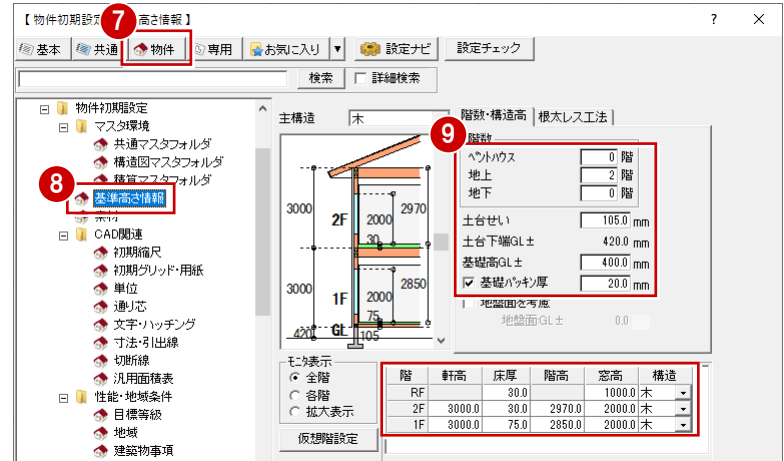 【 物件初期設定 高さ情報 】 ? ×
7
基本 共通 物件 専用 お気に入り ▼ 設定ナビ 設定チェック
検索 詳細検索
物件初期設定
マスタ環境
共通マスタフォルダ
構造図マスタフォルダ
積算マスタフォルダ
8
基準高さ情報
素材
CAD関連
初期縮尺
初期グリッド・用紙
単位
通り芯
文字・ハッチング
寸法・引出線
切断線
汎用面積表
性能・地域条件
目標等級
地域
建築物事項
主構造 木
3000 2F 2000 2970
30
3000 1F 2000 2850
75
420 GL 105
階数・構造高 根太レス工法
9
階数
ペントハウス 0 階
地上 2 階
地下 0 階
土台せい 105.0 mm
土台下端GL± 420.0 mm
基礎高GL± 400.0 mm
基礎パッキン厚 20.0 mm
地盤面を考慮
地盤面:GL± 0.0
モニタ表示
全階
各階
拡大表示
仮想階設定
階 軒高 床厚 階高 窓高 構造
RF 30.0 1000.0 木
2F 3000.0 30.0 2970.0 2000.0 木
1F 3000.0 75.0 2850.0 2000.0 木